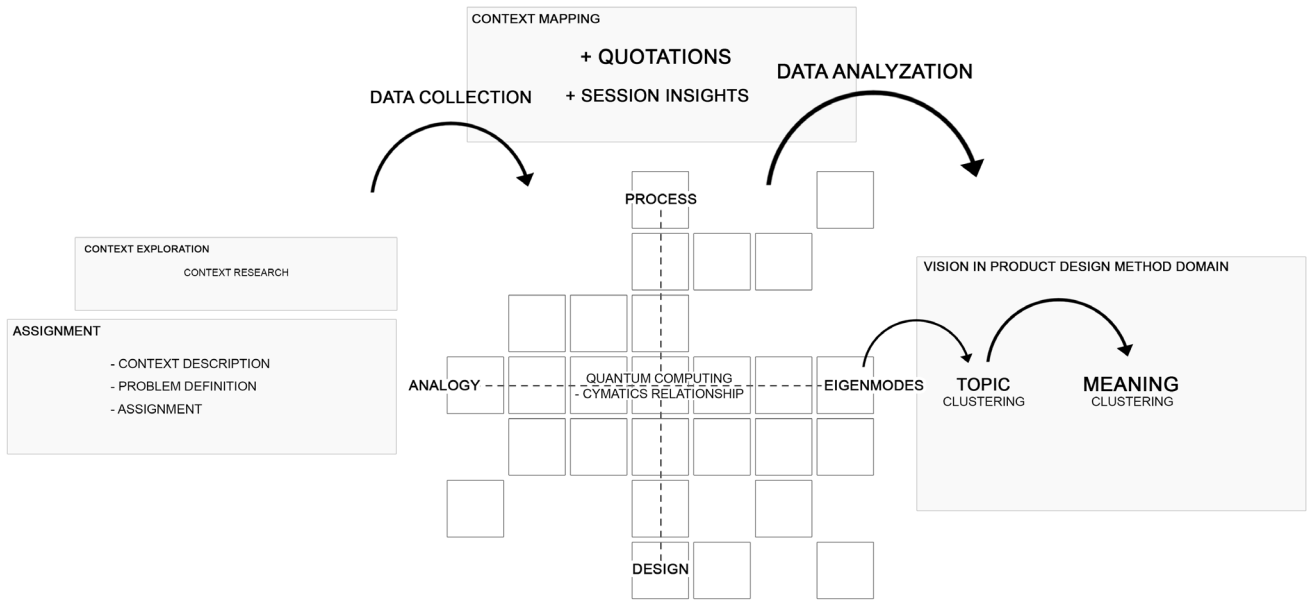 CONTEXT MAPPING
+ QUOTATIONS
+ SESSION INSIGHTS
DATA COLLECTION
DATA ANALYZATION
CONTEXT EXPLORATION
CONTEXT RESEARCH
ASSIGNMENT
- CONTEXT DESCRIPTION
- PROBLEM DEFINITION
- ASSIGNMENT
PROCESS
ANALOGY
QUANTUM COMPUTING
- CYMATICS RELATIONSHIP
EIGENMODES
DESIGN
VISION IN PRODUCT DESIGN METHOD DOMAIN
TOPIC
CLUSTERING
MEANING
CLUSTERING